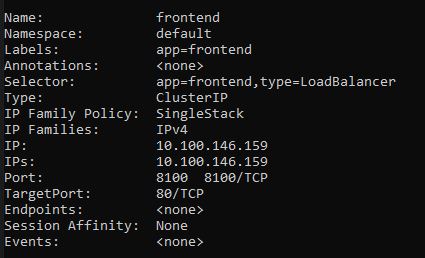 Name: frontend
Namespace: default
Labels: app=frontend
Annotations: <none>
Selector: app=frontend,type=LoadBalancer
Type: ClusterIP
IP Family Policy: SingleStack
IP Families: IPv4
IP: 10.100.146.159
IPs: 10.100.146.159
Port: 8100 8100/TCP
TargetPort: 80/TCP
Endpoints: <none>
Session Affinity: None
Events: <none>